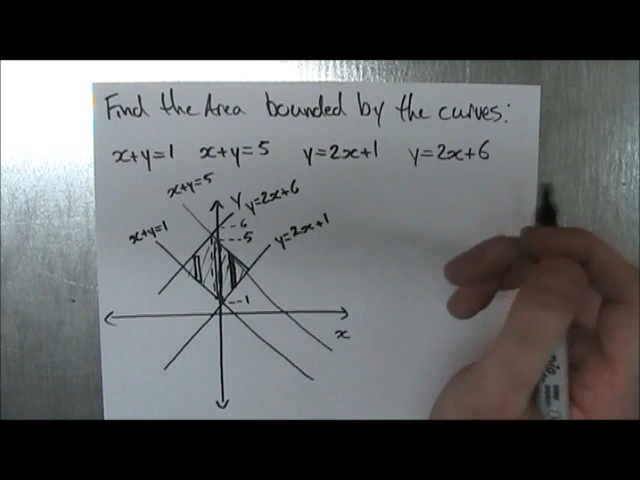 Find the Area bounded by the curves:
x+y=1 x+y=5 y=2x+1 y=2x+6
x+y=5
y y=2x+6
x+y=1
6
5
y=2x+1
1
x